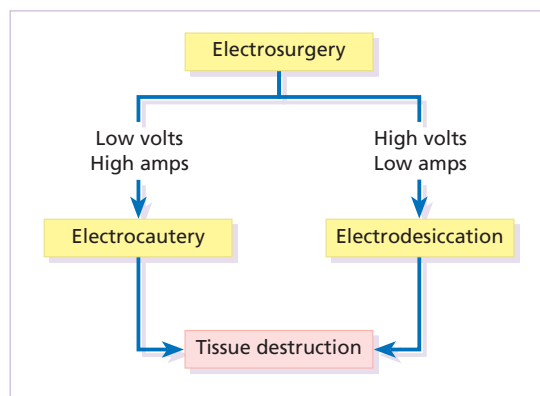 Electrosurgery
Low volts
High amps
High volts
Low amps
Electrocautery
Electrodesiccation
Tissue destruction